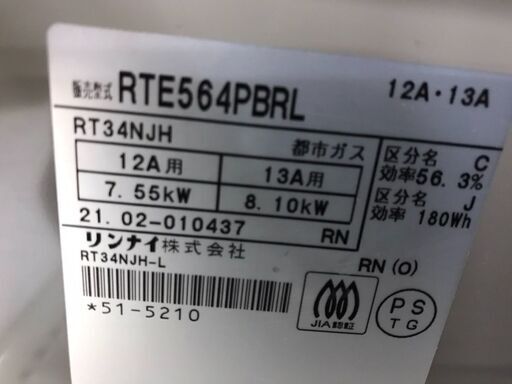 販売型式 RTE564PBRL 12A・13A
RT34NJH 都市ガス
12A用 13A用
7.55kW 8.10kW
区分名 C
効率56.3%
区分名 J
効率 180Wh
21.02-010437 RN
リンナイ株式会社
RT34NJH-L RN(O)
*51-5210
JIA認証
PS
TG